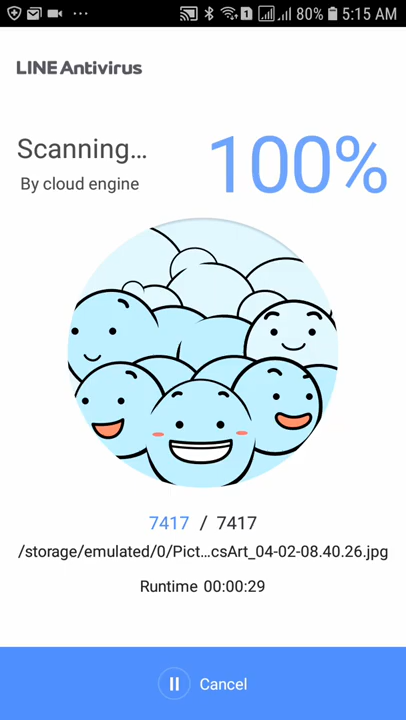 80% 5:15 AM
LINE Antivirus
Scanning...
100%
By cloud engine
7417 / 7417
/storage/emulated/0/Pict...csArt_04-02-08.40.26.jpg
Runtime 00:00:29
Cancel